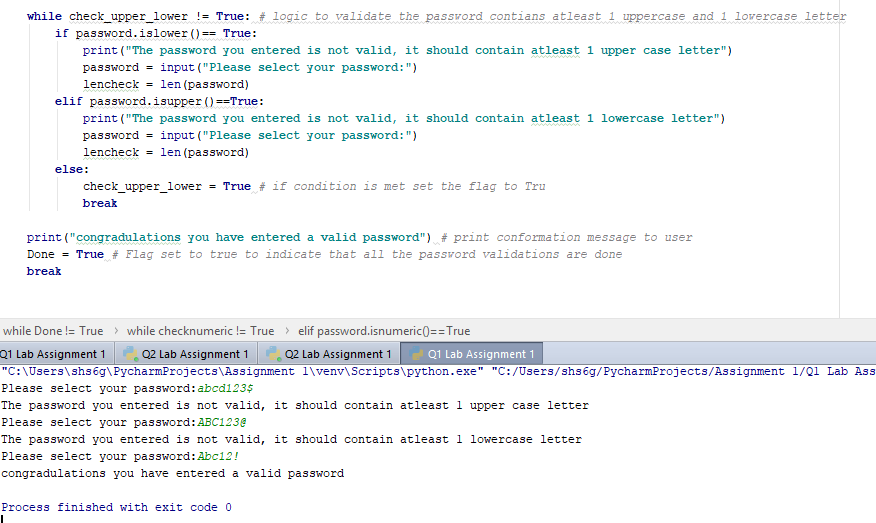 while check_upper_lower != True: # logic to validate the password contians atleast 1 uppercase and 1 lowercase letter
if password.islower()== True:
print("The password you entered is not valid, it should contain atleast 1 upper case letter")
password = input("Please select your password:")
lencheck = len(password)
elif password.isupper()==True:
print("The password you entered is not valid, it should contain atleast 1 lowercase letter")
password = input("Please select your password:")
lencheck = len(password)
else:
check_upper_lower = True # if condition is met set the flag to Tru
break
print("congradulations you have entered a valid password") # print conformation message to user
Done = True # Flag set to true to indicate that all the password validations are done
break
while Done != True › while checknumeric != True › elif password.isnumeric()==True
Q1 Lab Assignment 1 Q2 Lab Assignment 1 Q2 Lab Assignment 1 Q1 Lab Assignment 1
"C:\Users\shs6g\PycharmProjects\Assignment 1\venv\Scripts\python.exe" "C:/Users/shs6g/PycharmProjects/Assignment 1/Q1 Lab Ass
Please select your password:abcd123$
The password you entered is not valid, it should contain atleast 1 upper case letter
Please select your password:ABC123@
The password you entered is not valid, it should contain atleast 1 lowercase letter
Please select your password:Abc12!
congradulations you have entered a valid password
Process finished with exit code 0